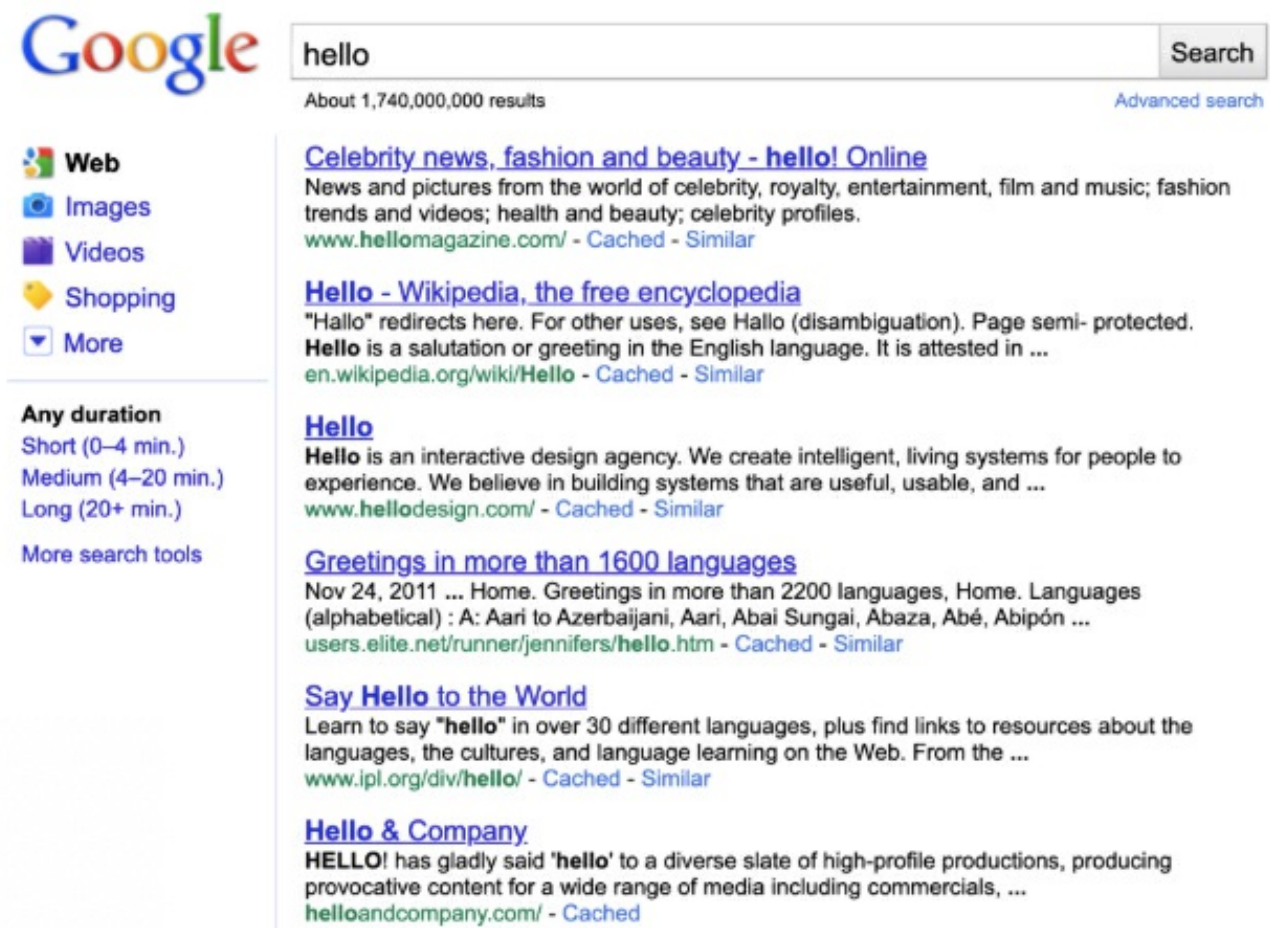 Google
hello
Search
About 1,740,000,000 results
Advanced search
Web
Images
Videos
Shopping
More
Any duration
Short (0–4 min.)
Medium (4–20 min.)
Long (20+ min.)
More search tools
Celebrity news, fashion and beauty - hello! Online
News and pictures from the world of celebrity, royalty, entertainment, film and music; fashion
trends and videos; health and beauty; celebrity profiles.
www.hellomagazine.com/ - Cached - Similar
Hello - Wikipedia, the free encyclopedia
"Hallo" redirects here. For other uses, see Hallo (disambiguation). Page semi- protected.
Hello is a salutation or greeting in the English language. It is attested in ...
en.wikipedia.org/wiki/Hello - Cached - Similar
Hello
Hello is an interactive design agency. We create intelligent, living systems for people to
experience. We believe in building systems that are useful, usable, and ...
www.hellodesign.com/ - Cached - Similar
Greetings in more than 1600 languages
Nov 24, 2011 ... Home. Greetings in more than 2200 languages, Home. Languages
(alphabetical) : A: Aari to Azerbaijani, Aari, Abai Sungai, Abaza, Abé, Abipón ...
users.elite.net/runner/jennifers/hello.htm - Cached - Similar
Say Hello to the World
Learn to say "hello" in over 30 different languages, plus find links to resources about the
languages, the cultures, and language learning on the Web. From the ...
www.ipl.org/div/hello/ - Cached - Similar
Hello & Company
HELLO! has gladly said 'hello' to a diverse slate of high-profile productions, producing
provocative content for a wide range of media including commercials, ...
helloandcompany.com/ - Cached